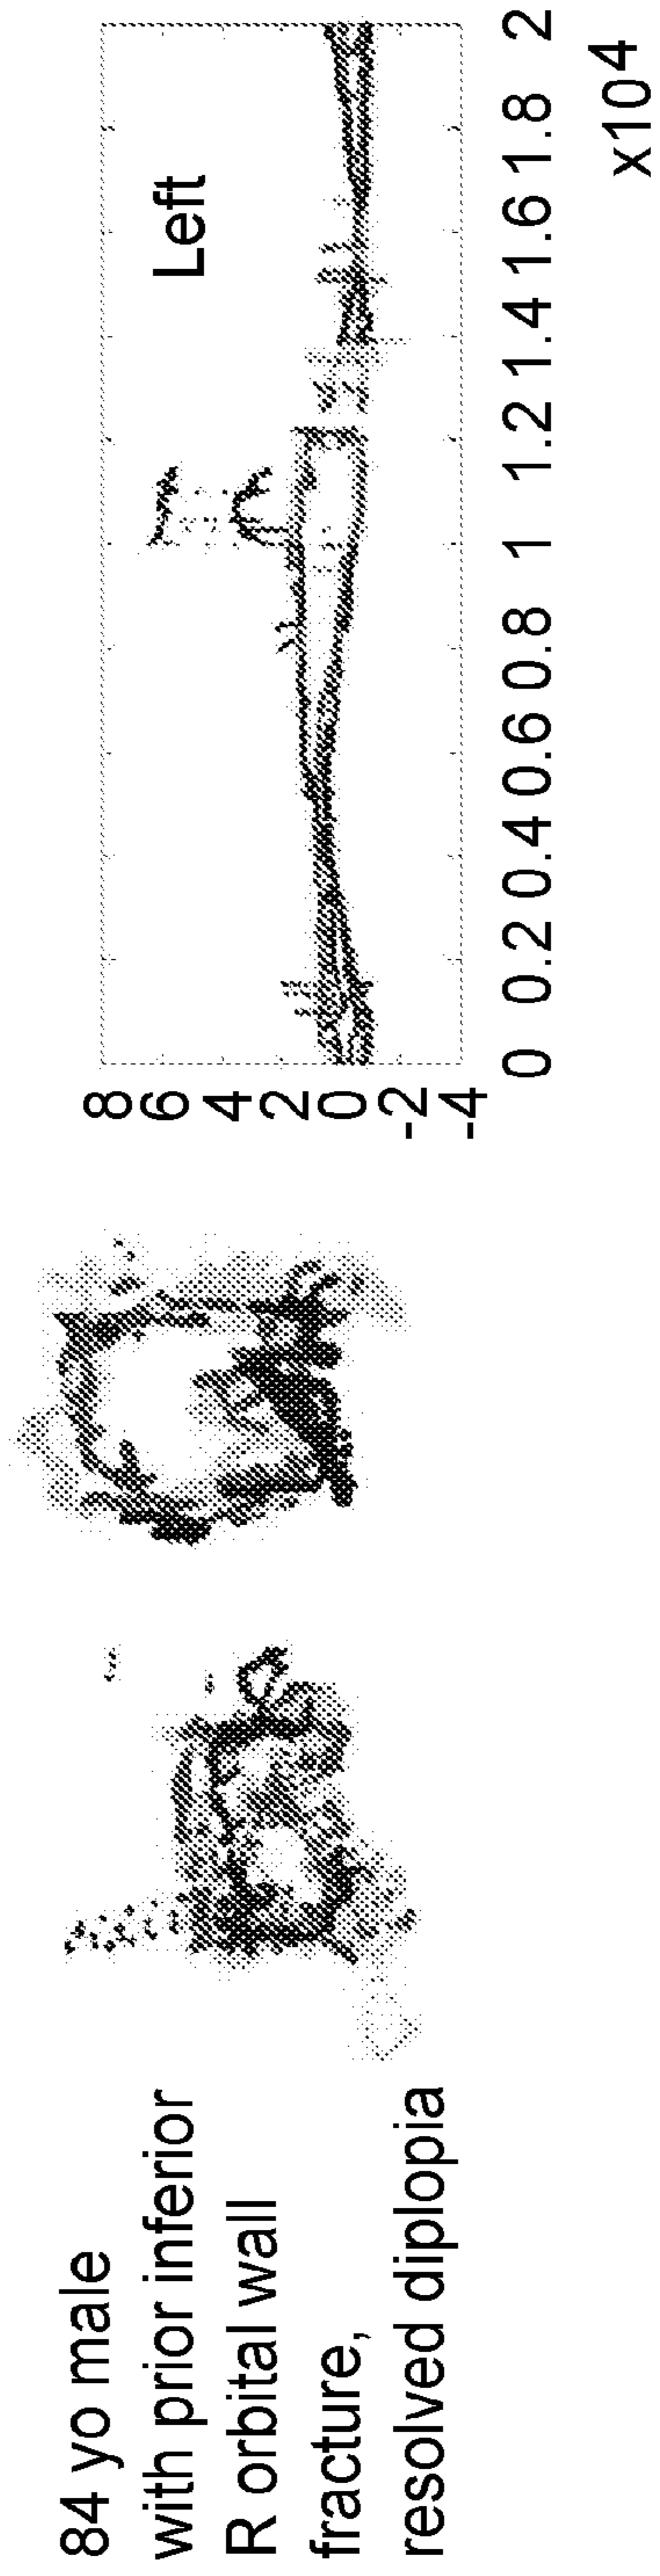 84 yo male
with prior inferior
R orbital wall
fracture,
resolved diplopia
8
6
4
2
0
-2
-4
Left
0 0.2 0.4 0.6 0.8 1 1.2 1.4 1.6 1.8 2
x104